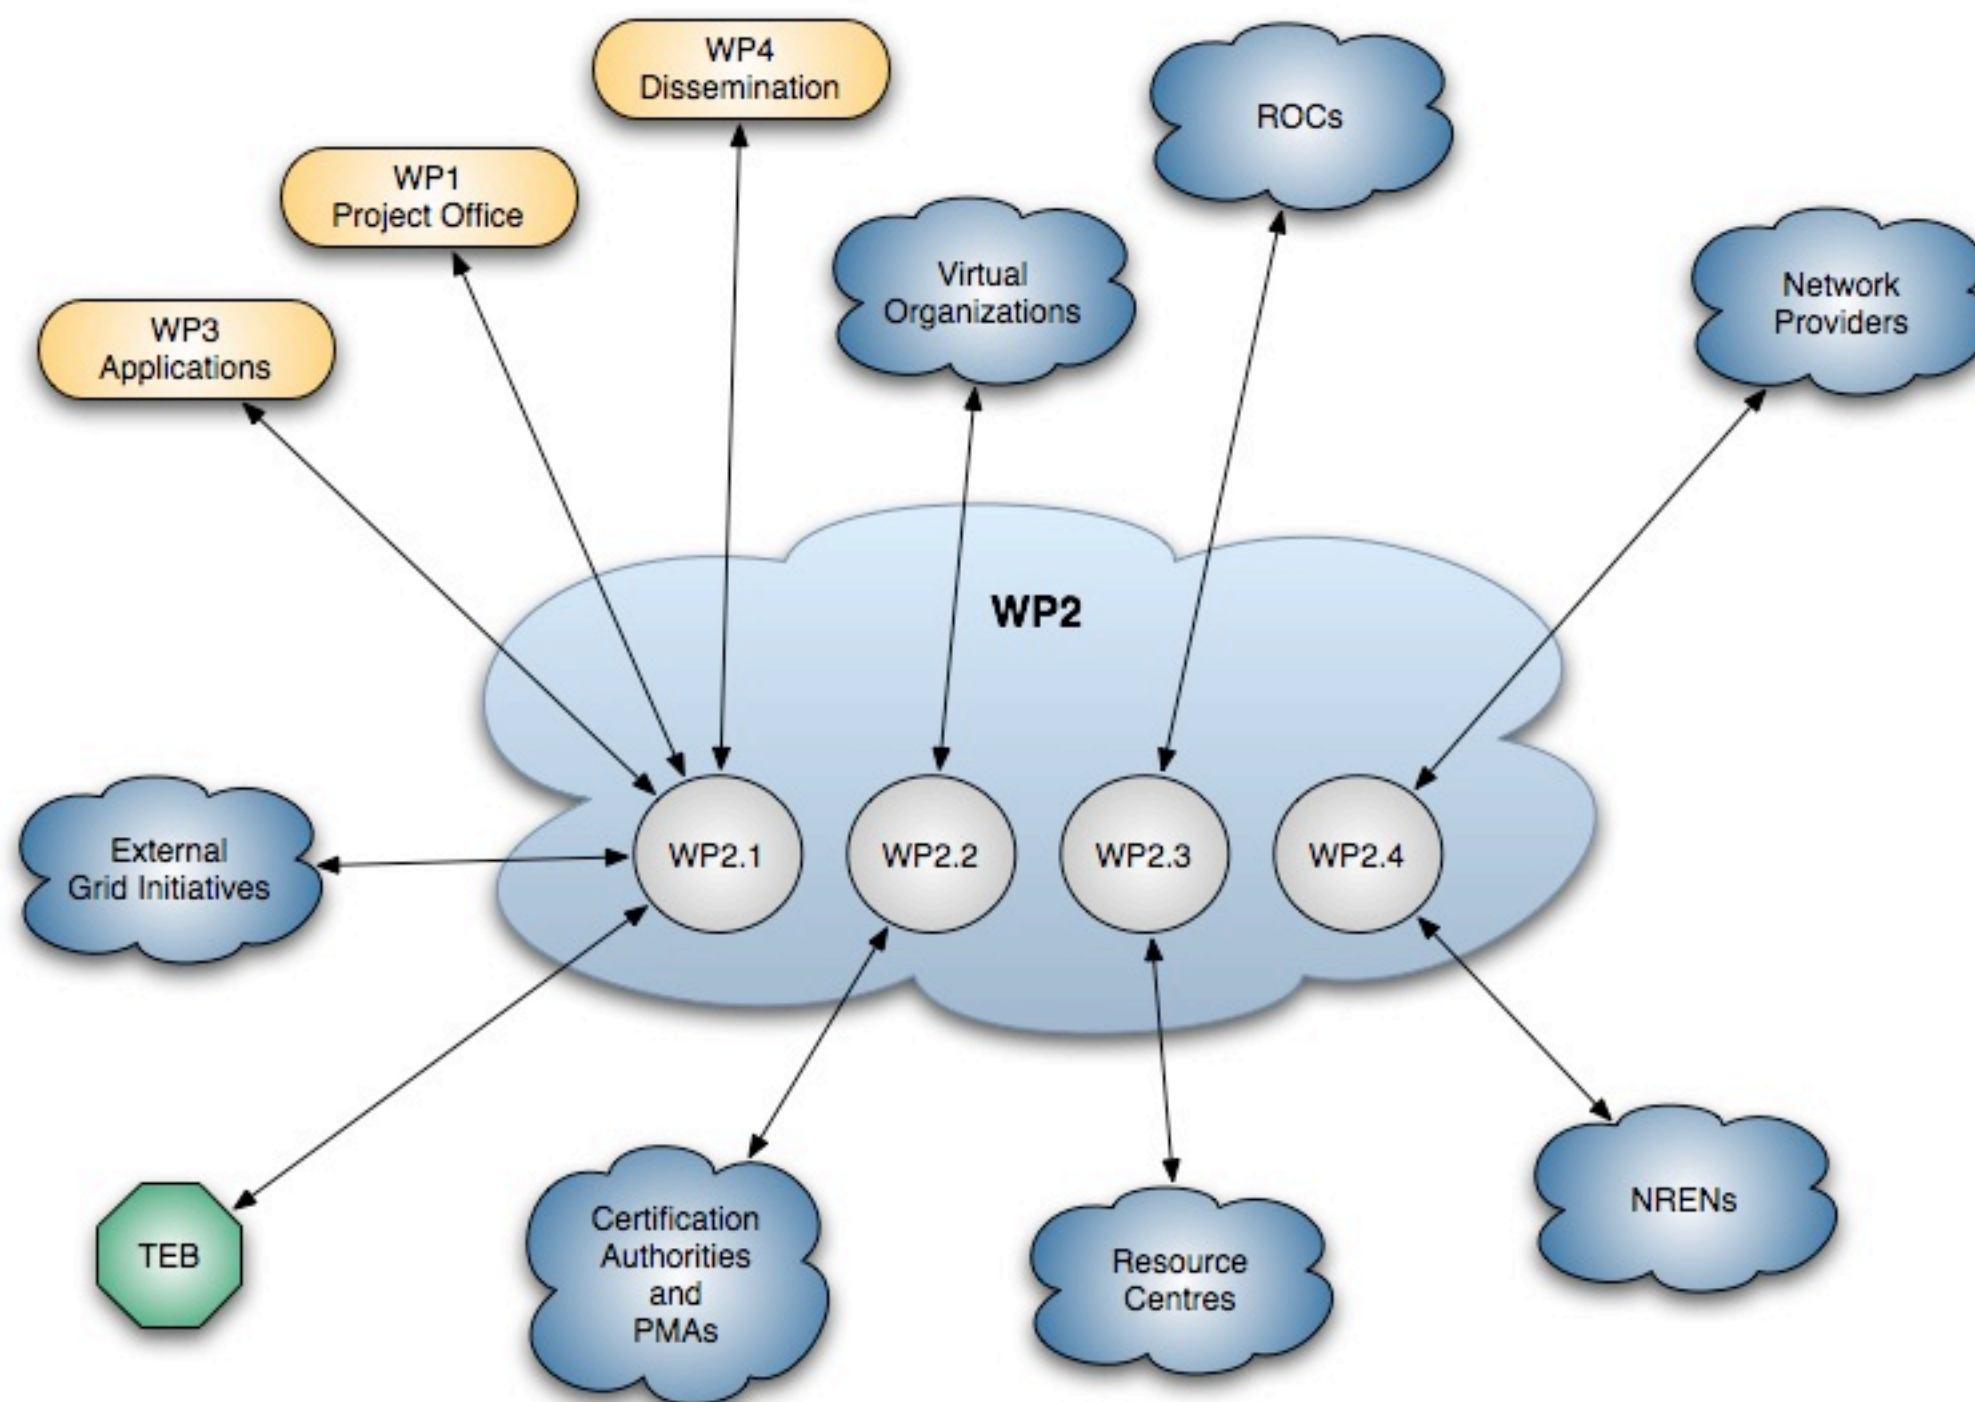 WP4
Dissemination
ROCs
WP1
Project Office
Virtual
Organizations
Network
Providers
WP3
Applications
WP2
External
Grid Initiatives
WP2.1
WP2.2
WP2.3
WP2.4
TEB
Certification
Authorities
and
PMAs
Resource
Centres
NRENs